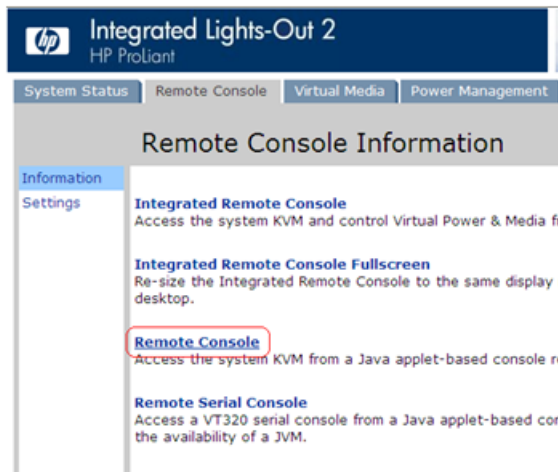 hp
Integrated Lights-Out 2
HP ProLiant
System Status Remote Console Virtual Media Power Management
Remote Console Information
Information
Settings
Integrated Remote Console
Access the system KVM and control Virtual Power & Media
Integrated Remote Console Fullscreen
Re-size the Integrated Remote Console to the same display
desktop.
Remote Console
Access the system KVM from a Java applet-based console
Remote Serial Console
Access a VT320 serial console from a Java applet-based
the availability of a JVM.